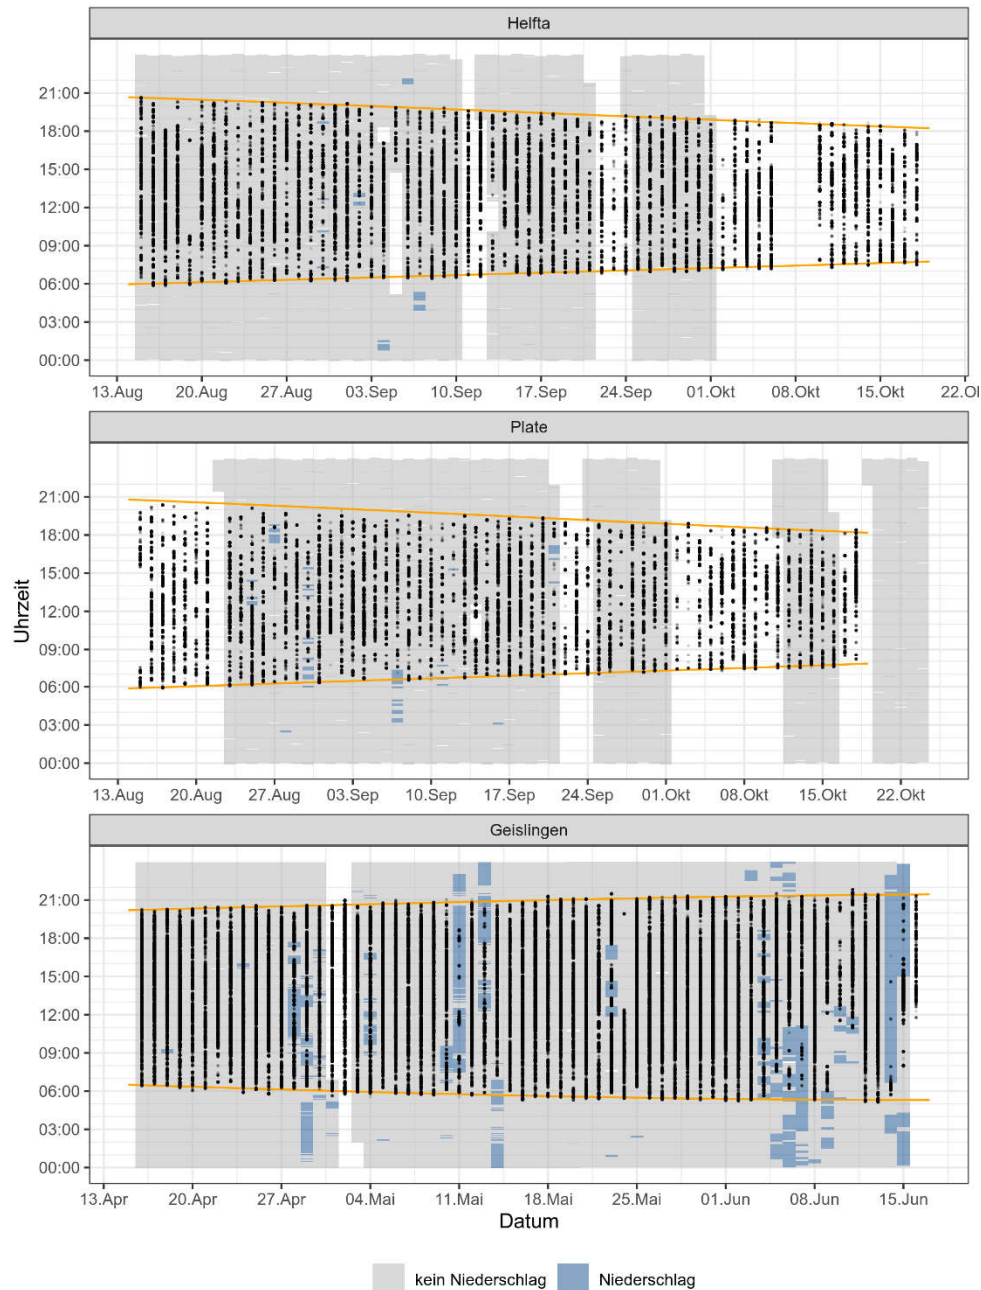 Helfta
21:00
18:00
15:00
12:00
09:00
06:00
03:00
00:00
13.Aug 20.Aug 27.Aug 03.Sep 10.Sep 17.Sep 24.Sep 01.Okt 08.Okt 15.Okt 22.Ol
Plate
21:00
18:00
15:00
12:00
09:00
06:00
03:00
00:00
13.Aug 20.Aug 27.Aug 03.Sep 10.Sep 17.Sep 24.Sep 01.Okt 08.Okt 15.Okt 22.Okt
Uhrzeit
Geislingen
21:00
18:00
15:00
12:00
09:00
06:00
03:00
00:00
13.Apr 20.Apr 27.Apr 04.Mai 11.Mai 18.Mai 25.Mai 01.Jun 08.Jun 15.Jun
Datum
kein Niederschlag Niederschlag